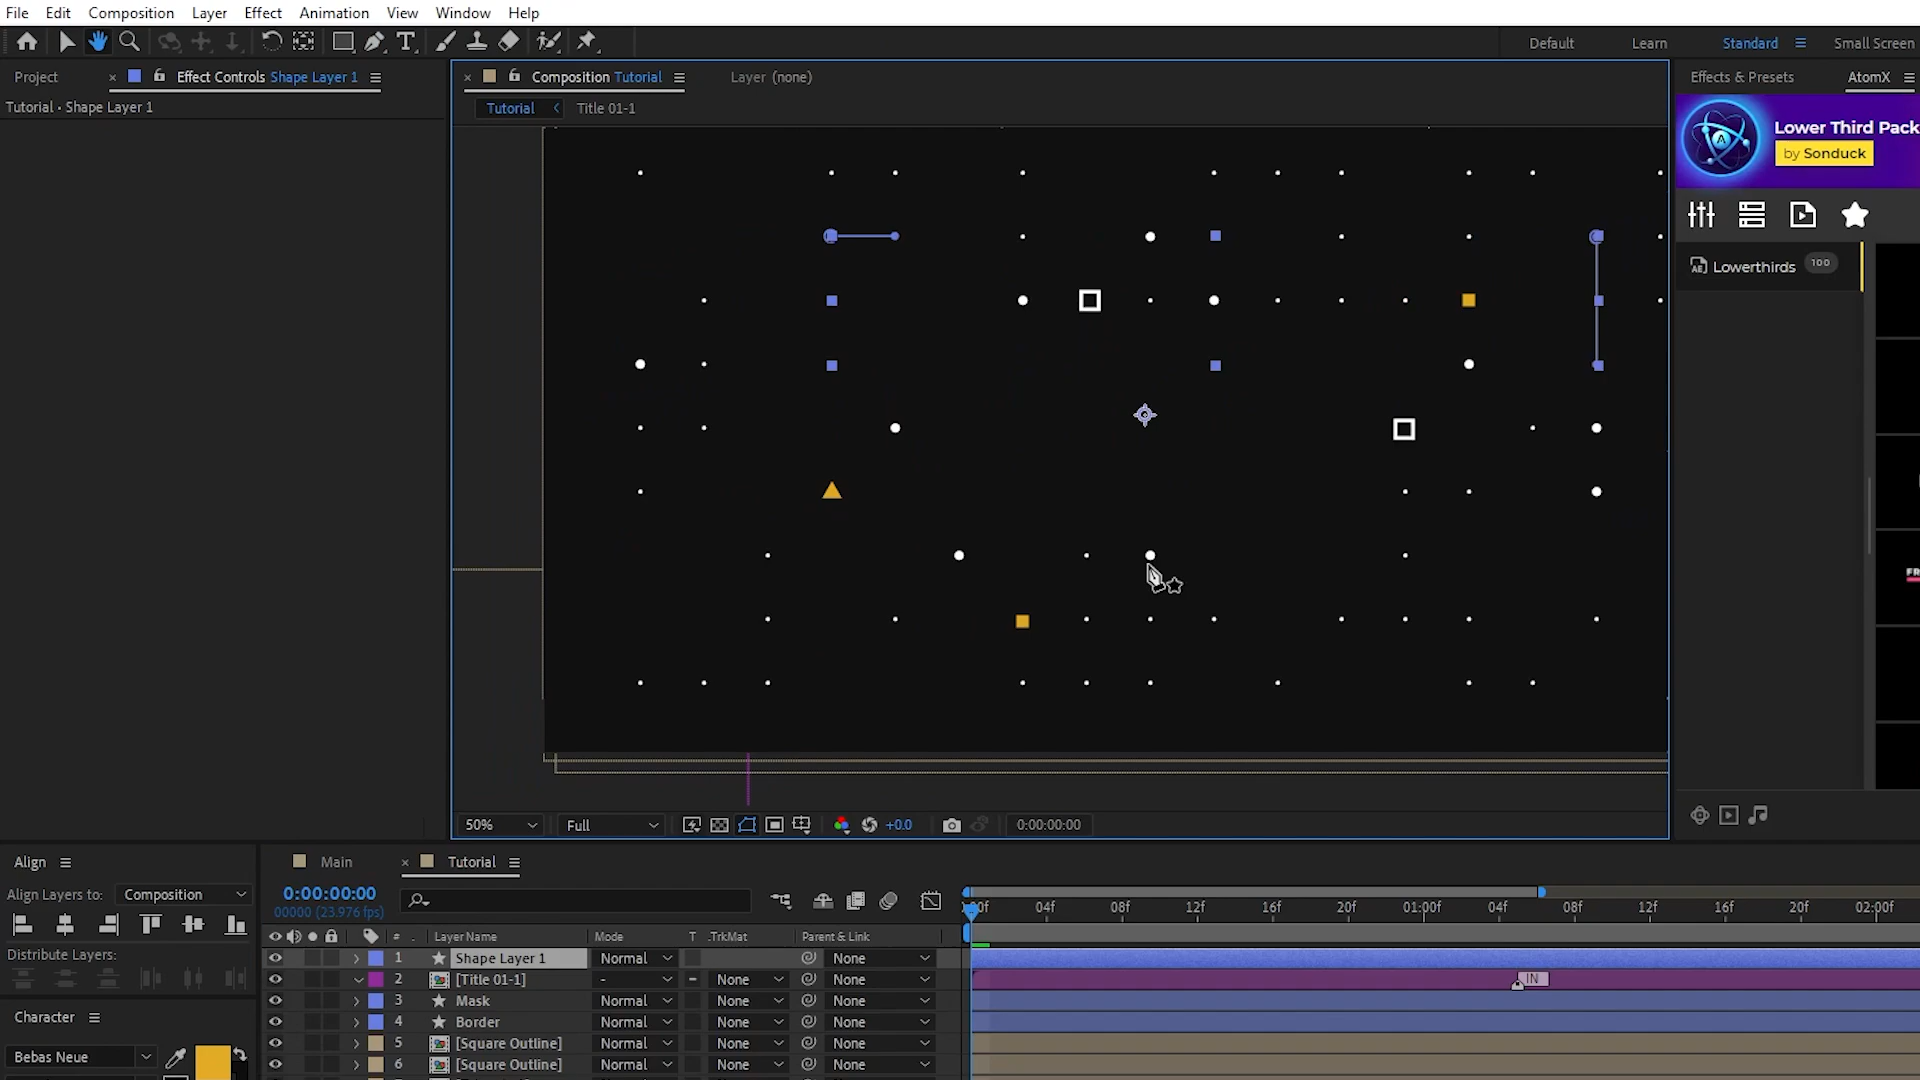 File Edit Composition Layer Effect Animation View Window Help
Default Learn Standard Small Screen
Project × Effect Controls Shape Layer 1
× Composition Tutorial Layer (none)
Effects & Presets AtomX
Tutorial • Shape Layer 1
Tutorial Title 01-1
Lower Third Pack
by Sonduck
Lowerthirds 100
FR
50% Full +0.0 0:00:00:00
Align
Main × Tutorial
Align Layers to: Composition
0:00:00:00
00000 (23.976 fps)
:00f 04f 08f 12f 16f 20f 01:00f 04f 08f 12f 16f 20f 02:00f
# Layer Name Mode T .TrkMat Parent & Link
Distribute Layers:
1 Shape Layer 1 Normal None
2 [Title 01-1] - None None IN
3 Mask Normal None None
Character
4 Border Normal None None
5 [Square Outline] Normal None None
Bebas Neue
6 [Square Outline] Normal None None